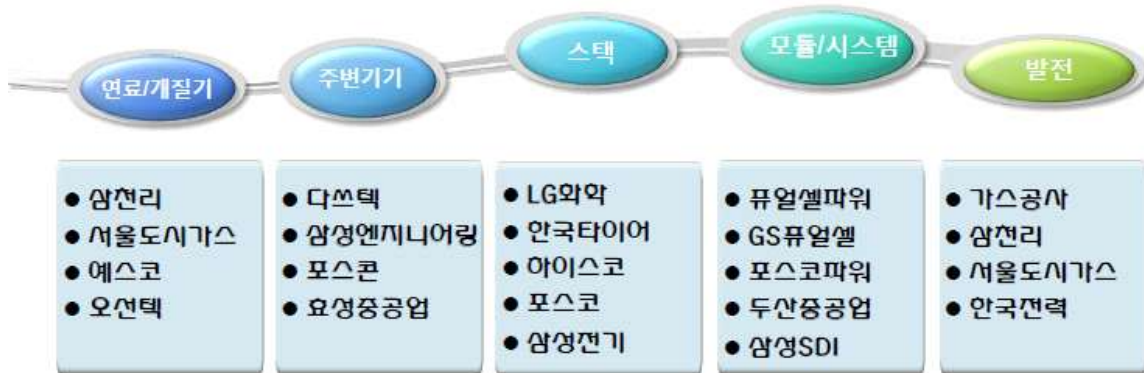 연료/개질기
주변기기
스택
모듈/시스템
발전
● 삼천리
● 서울도시가스
● 예스코
● 오선텍
● 다쓰텍
● 삼성엔지니어링
● 포스콘
● 효성중공업
● LG화학
● 한국타이어
● 하이스코
● 포스코
● 삼성전기
● 퓨얼셀파워
● GS퓨얼셀
● 포스코파워
● 두산중공업
● 삼성SDI
● 가스공사
● 삼천리
● 서울도시가스
● 한국전력